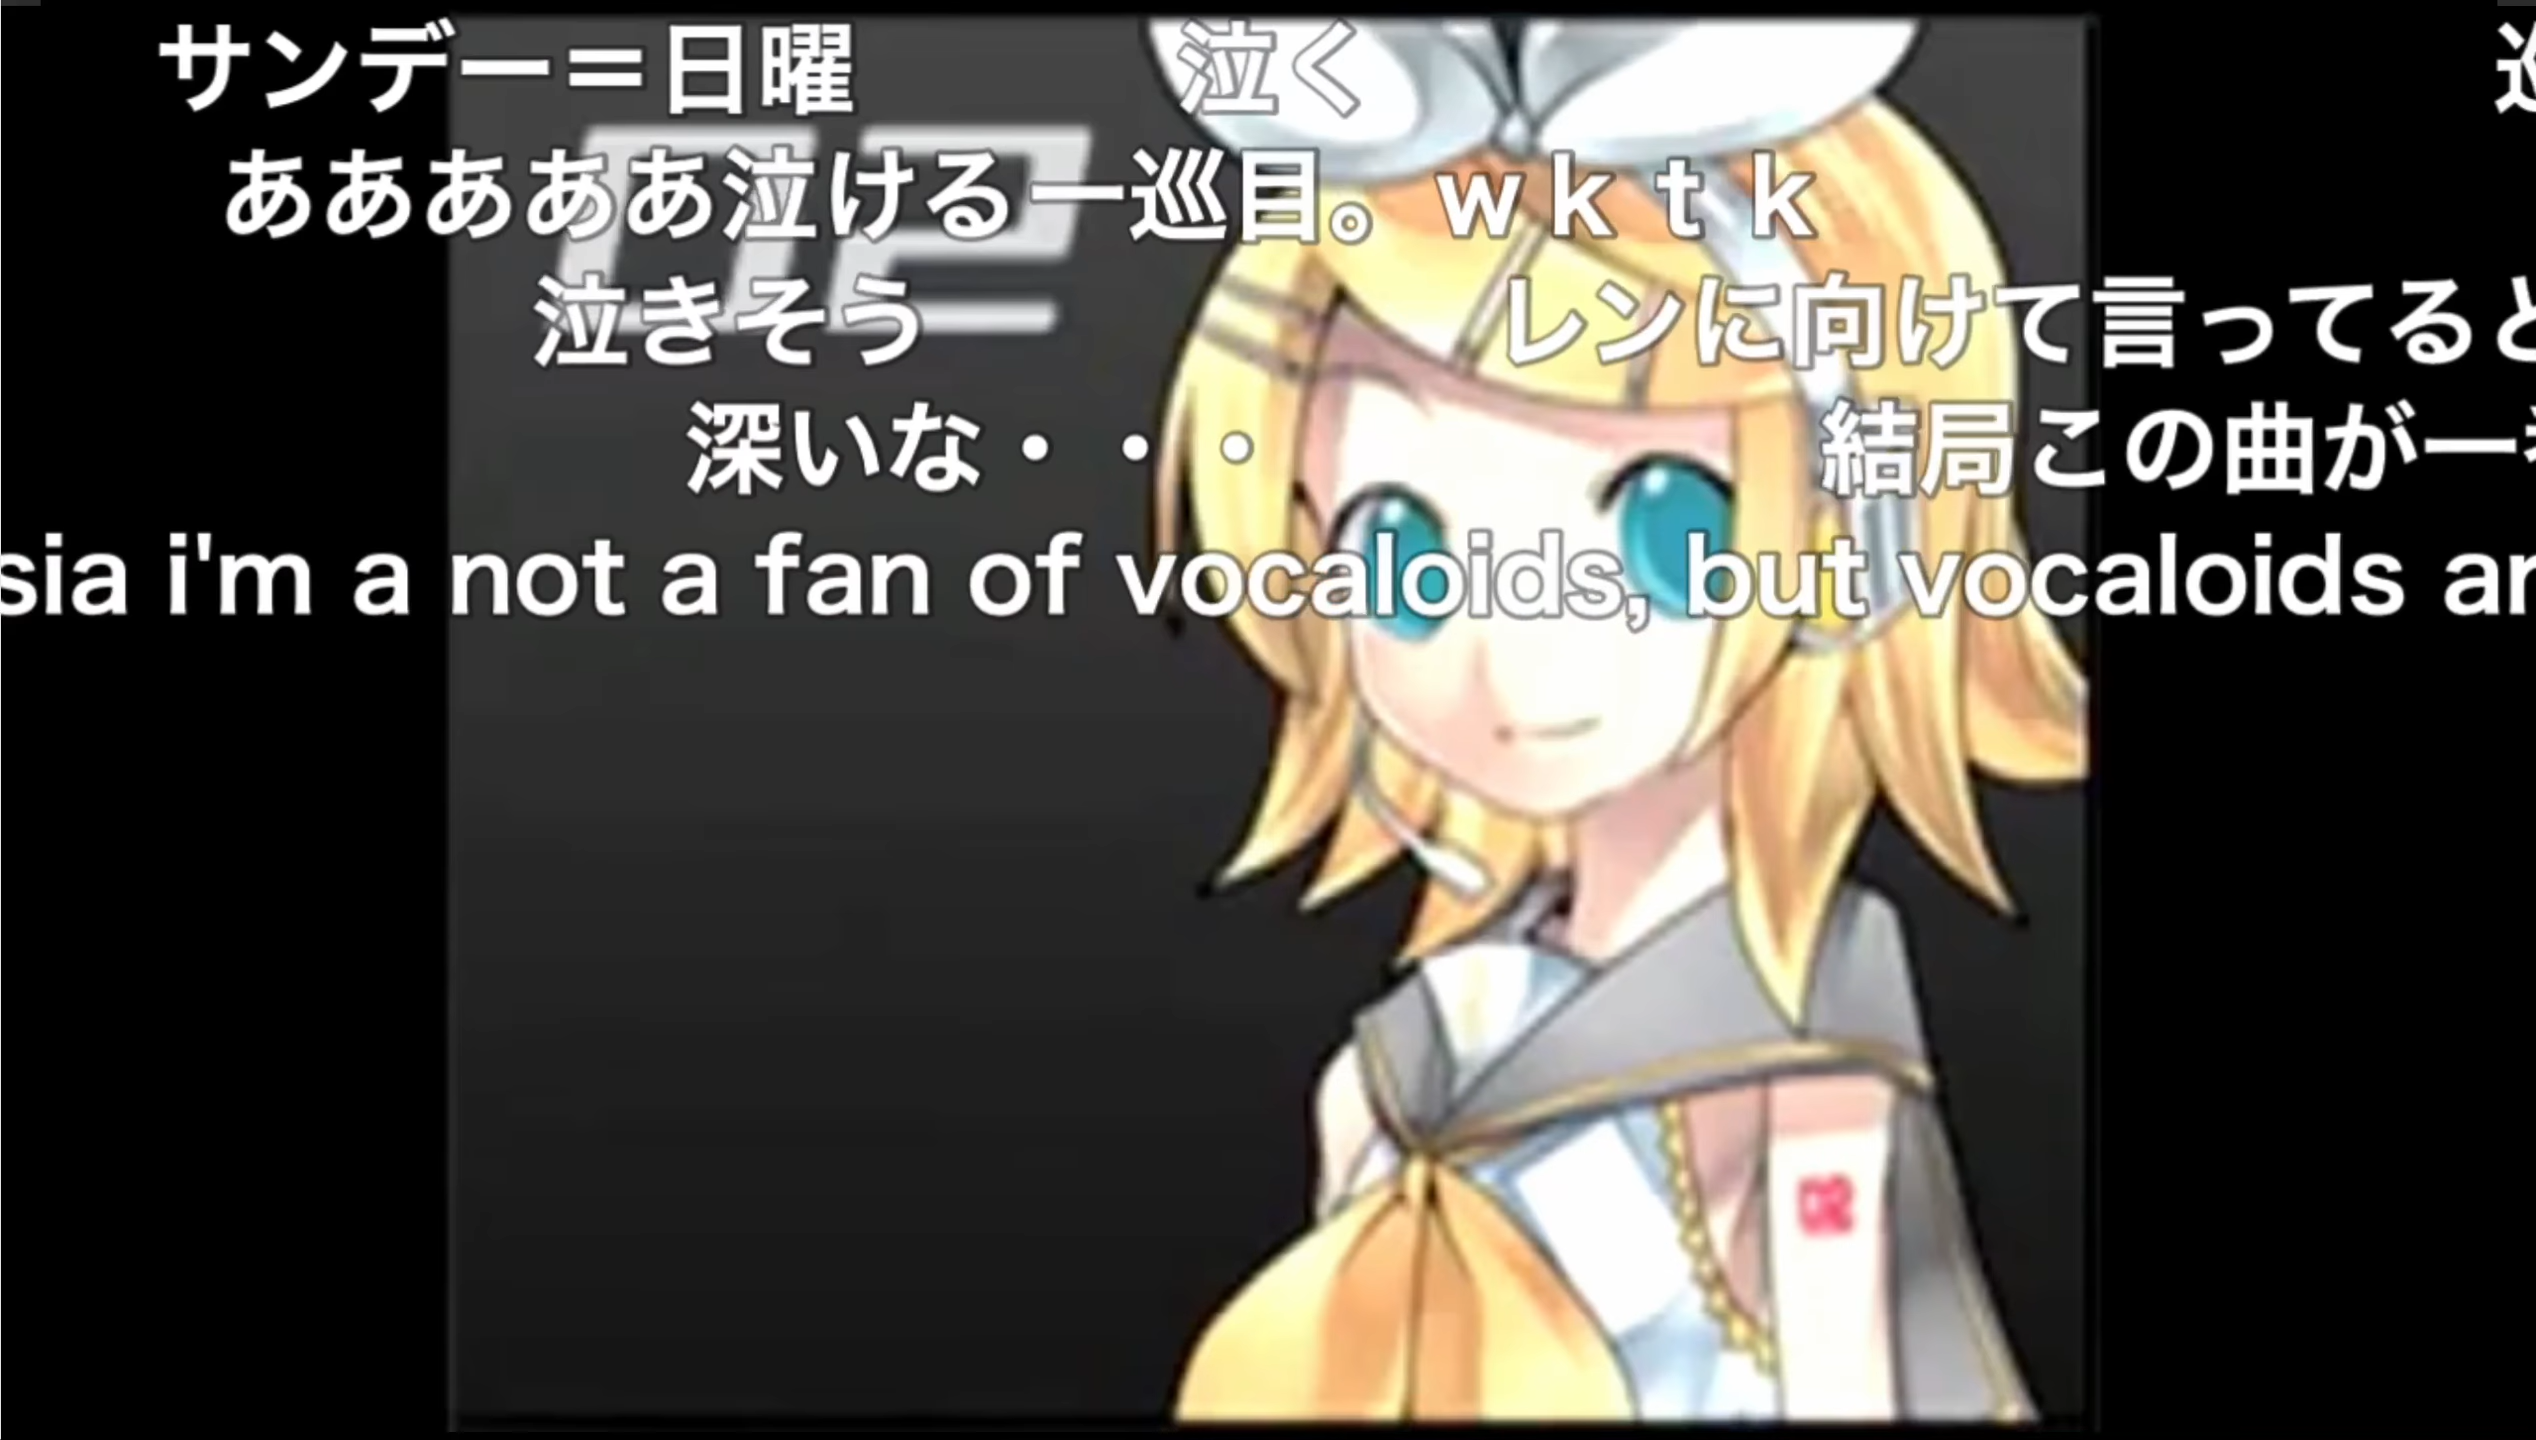 サンデー＝日曜
泣く
02
あああああ泣ける一巡目。ｗｋｔｋ
泣きそう
レンに向けて言ってると
深いな・・・
結局この曲が一
sia i'm a not a fan of vocaloids, but vocaloids ar
02